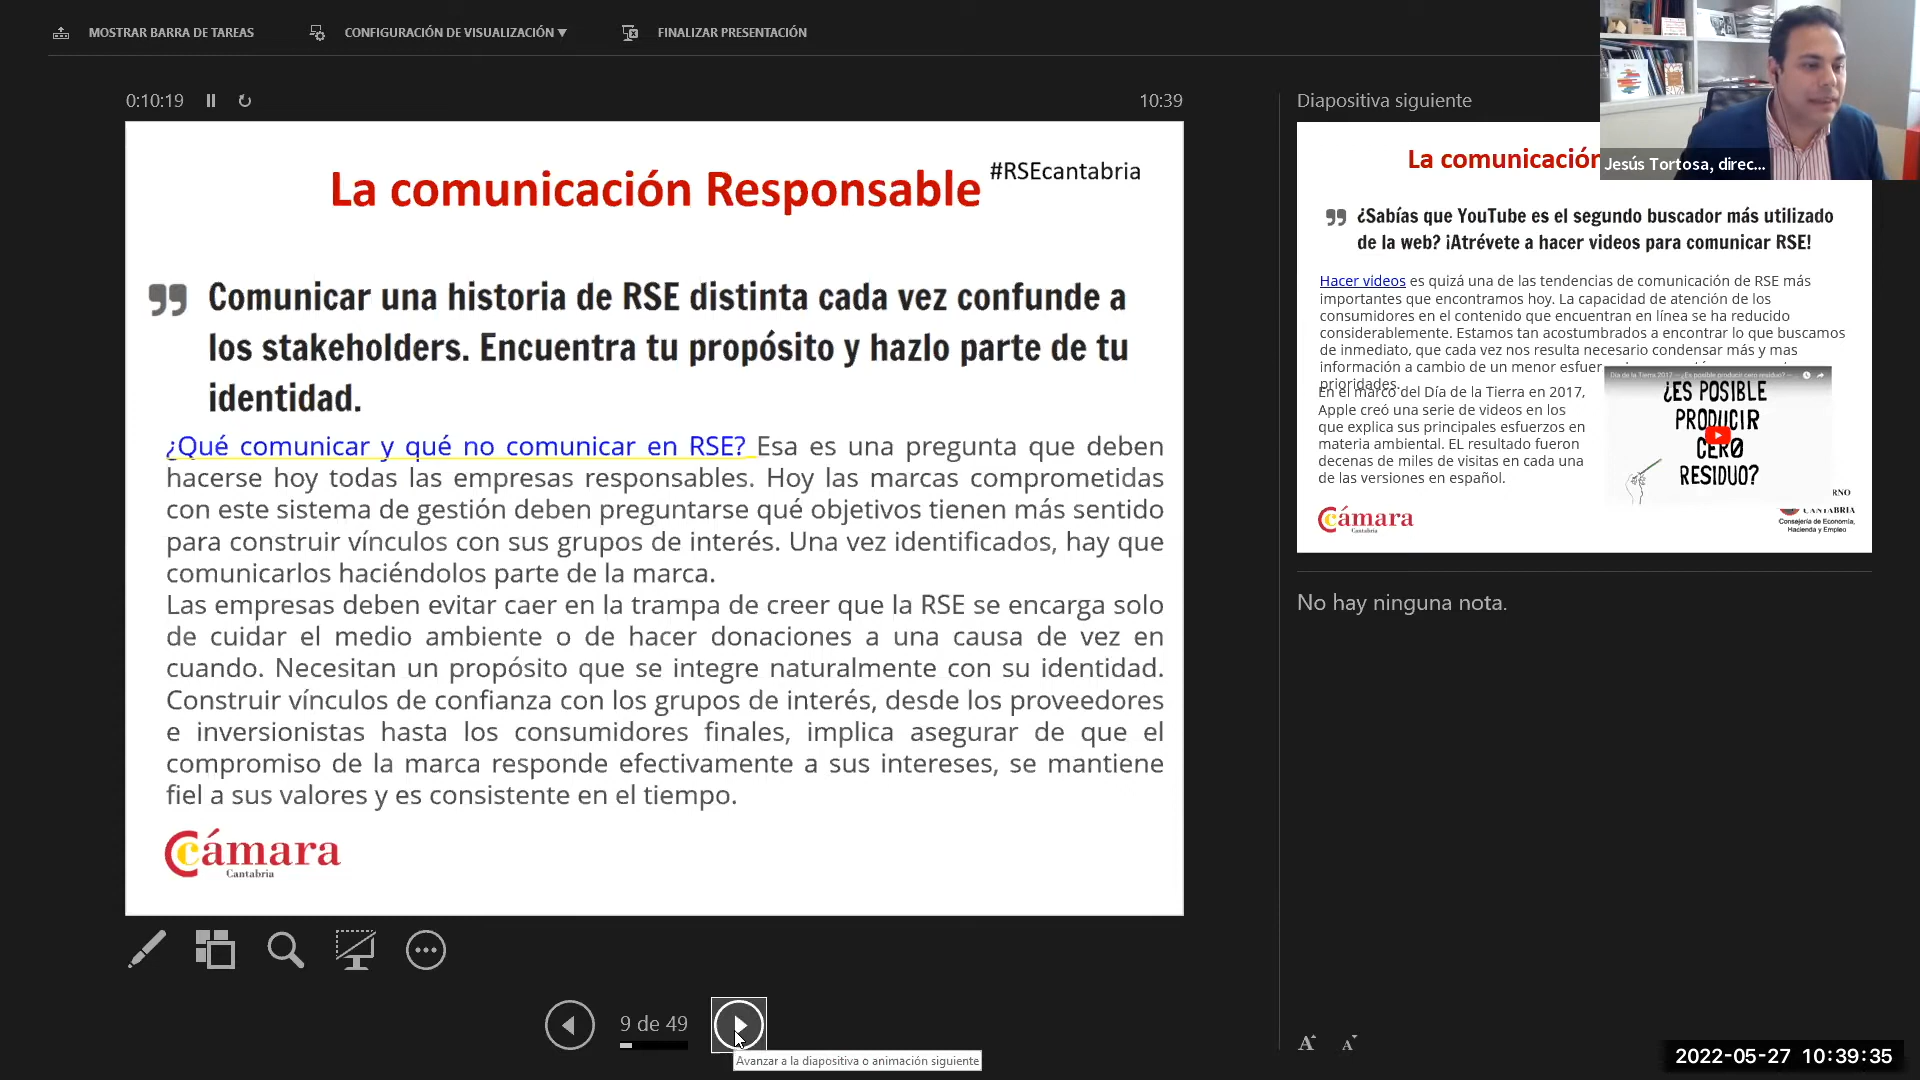 MOSTRAR BARRA DE TAREAS
CONFIGURACIÓN DE VISUALIZACIÓN ▼
FINALIZAR PRESENTACIÓN
0:10:19
10:39
La comunicación Responsable
#RSEcantabria
Comunicar una historia de RSE distinta cada vez confunde a
los stakeholders. Encuentra tu propósito y hazlo parte de tu
identidad.
¿Qué comunicar y qué no comunicar en RSE? Esa es una pregunta que deben
hacerse hoy todas las empresas responsables. Hoy las marcas comprometidas
con este sistema de gestión deben preguntarse qué objetivos tienen más sentido
para construir vínculos con sus grupos de interés. Una vez identificados, hay que
comunicarlos haciéndolos parte de la marca.
Las empresas deben evitar caer en la trampa de creer que la RSE se encarga solo
de cuidar el medio ambiente o de hacer donaciones a una causa de vez en
cuando. Necesitan un propósito que se integre naturalmente con su identidad.
Construir vínculos de confianza con los grupos de interés, desde los proveedores
e inversionistas hasta los consumidores finales, implica asegurar de que el
compromiso de la marca responde efectivamente a sus intereses, se mantiene
fiel a sus valores y es consistente en el tiempo.
Cámara
Cantabria
9 de 49
Avanzar a la diapositiva o animación siguiente
Diapositiva siguiente
Jesús Tortosa, direc...
La comunicación
¿Sabías que YouTube es el segundo buscador más utilizado
de la web? ¡Atrévete a hacer videos para comunicar RSE!
Hacer videos es quizá una de las tendencias de comunicación de RSE más
importantes que encontramos hoy. La capacidad de atención de los
consumidores en el contenido que encuentran en línea se ha reducido
considerablemente. Estamos tan acostumbrados a encontrar lo que buscamos
de inmediato, que cada vez nos resulta necesario condensar más y mas
información a cambio de un menor esfuer
prioridades.
En el marco del Día de la Tierra en 2017,
Apple creó una serie de videos en los
que explica sus principales esfuerzos en
materia ambiental. EL resultado fueron
decenas de miles de visitas en cada una
de las versiones en español.
Día de la Tierra 2017 — ¿Es posible producir cero residuo? —
¿ES POSIBLE
PRODUCIR
CERO
RESIDUO?
Cámara
Cantabria
RNO
CANTABRIA
Consejería de Economía,
Hacienda y Empleo
No hay ninguna nota.
A A
2022-05-27 10:39:35